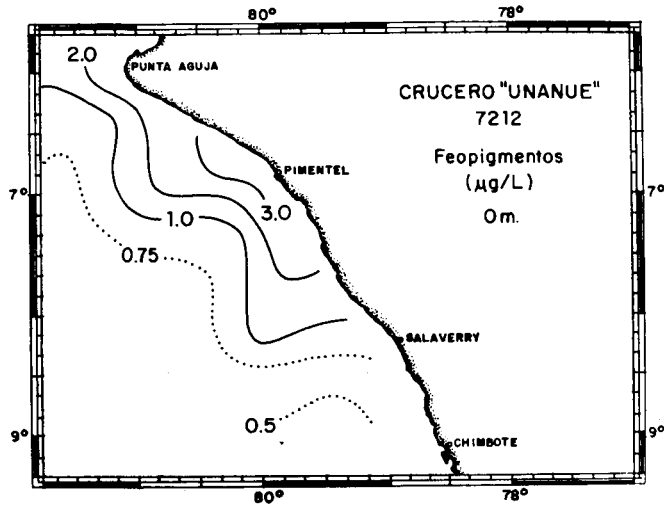 80°
78°
2.0
PUNTA AGUJA
CRUCERO "UNANUE"
7212
Feopigmentos
(µg/L)
0 m.
PIMENTEL
7°
7°
3.0
1.0
0.75
SALAVERRY
0.5
9°
9°
CHIMBOTE
80°
78°